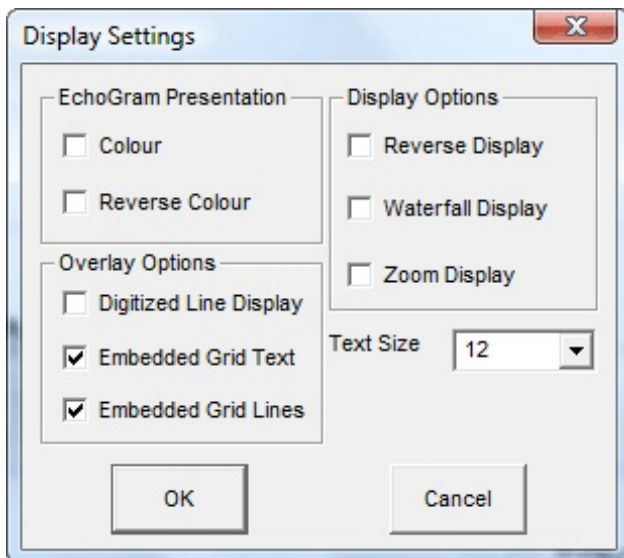 Display Settings
EchoGram Presentation
Colour
Reverse Colour
Overlay Options
Digitized Line Display
Embedded Grid Text
Embedded Grid Lines
Display Options
Reverse Display
Waterfall Display
Zoom Display
Text Size 12
OK
Cancel